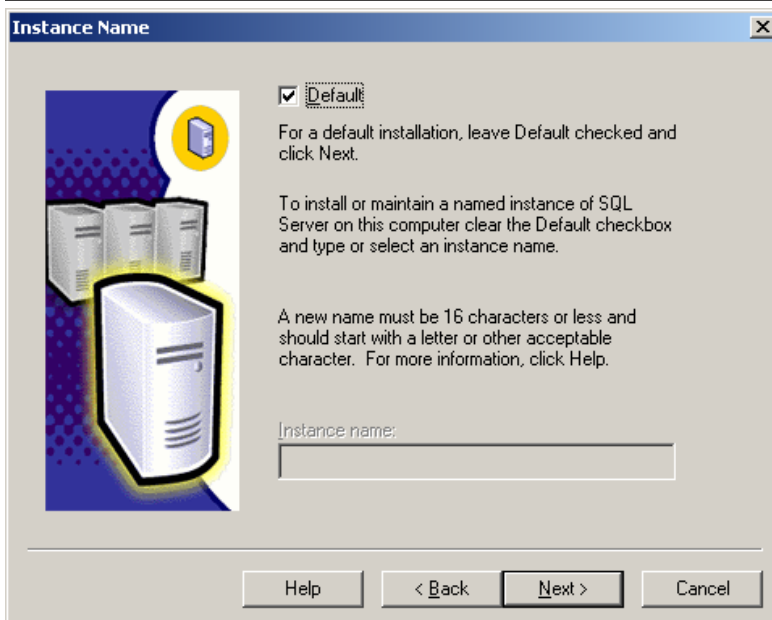 Instance Name
Default
For a default installation, leave Default checked and
click Next.
To install or maintain a named instance of SQL
Server on this computer clear the Default checkbox
and type or select an instance name.
A new name must be 16 characters or less and
should start with a letter or other acceptable
character.  For more information, click Help.
Instance name:
Help
< Back
Next >
Cancel